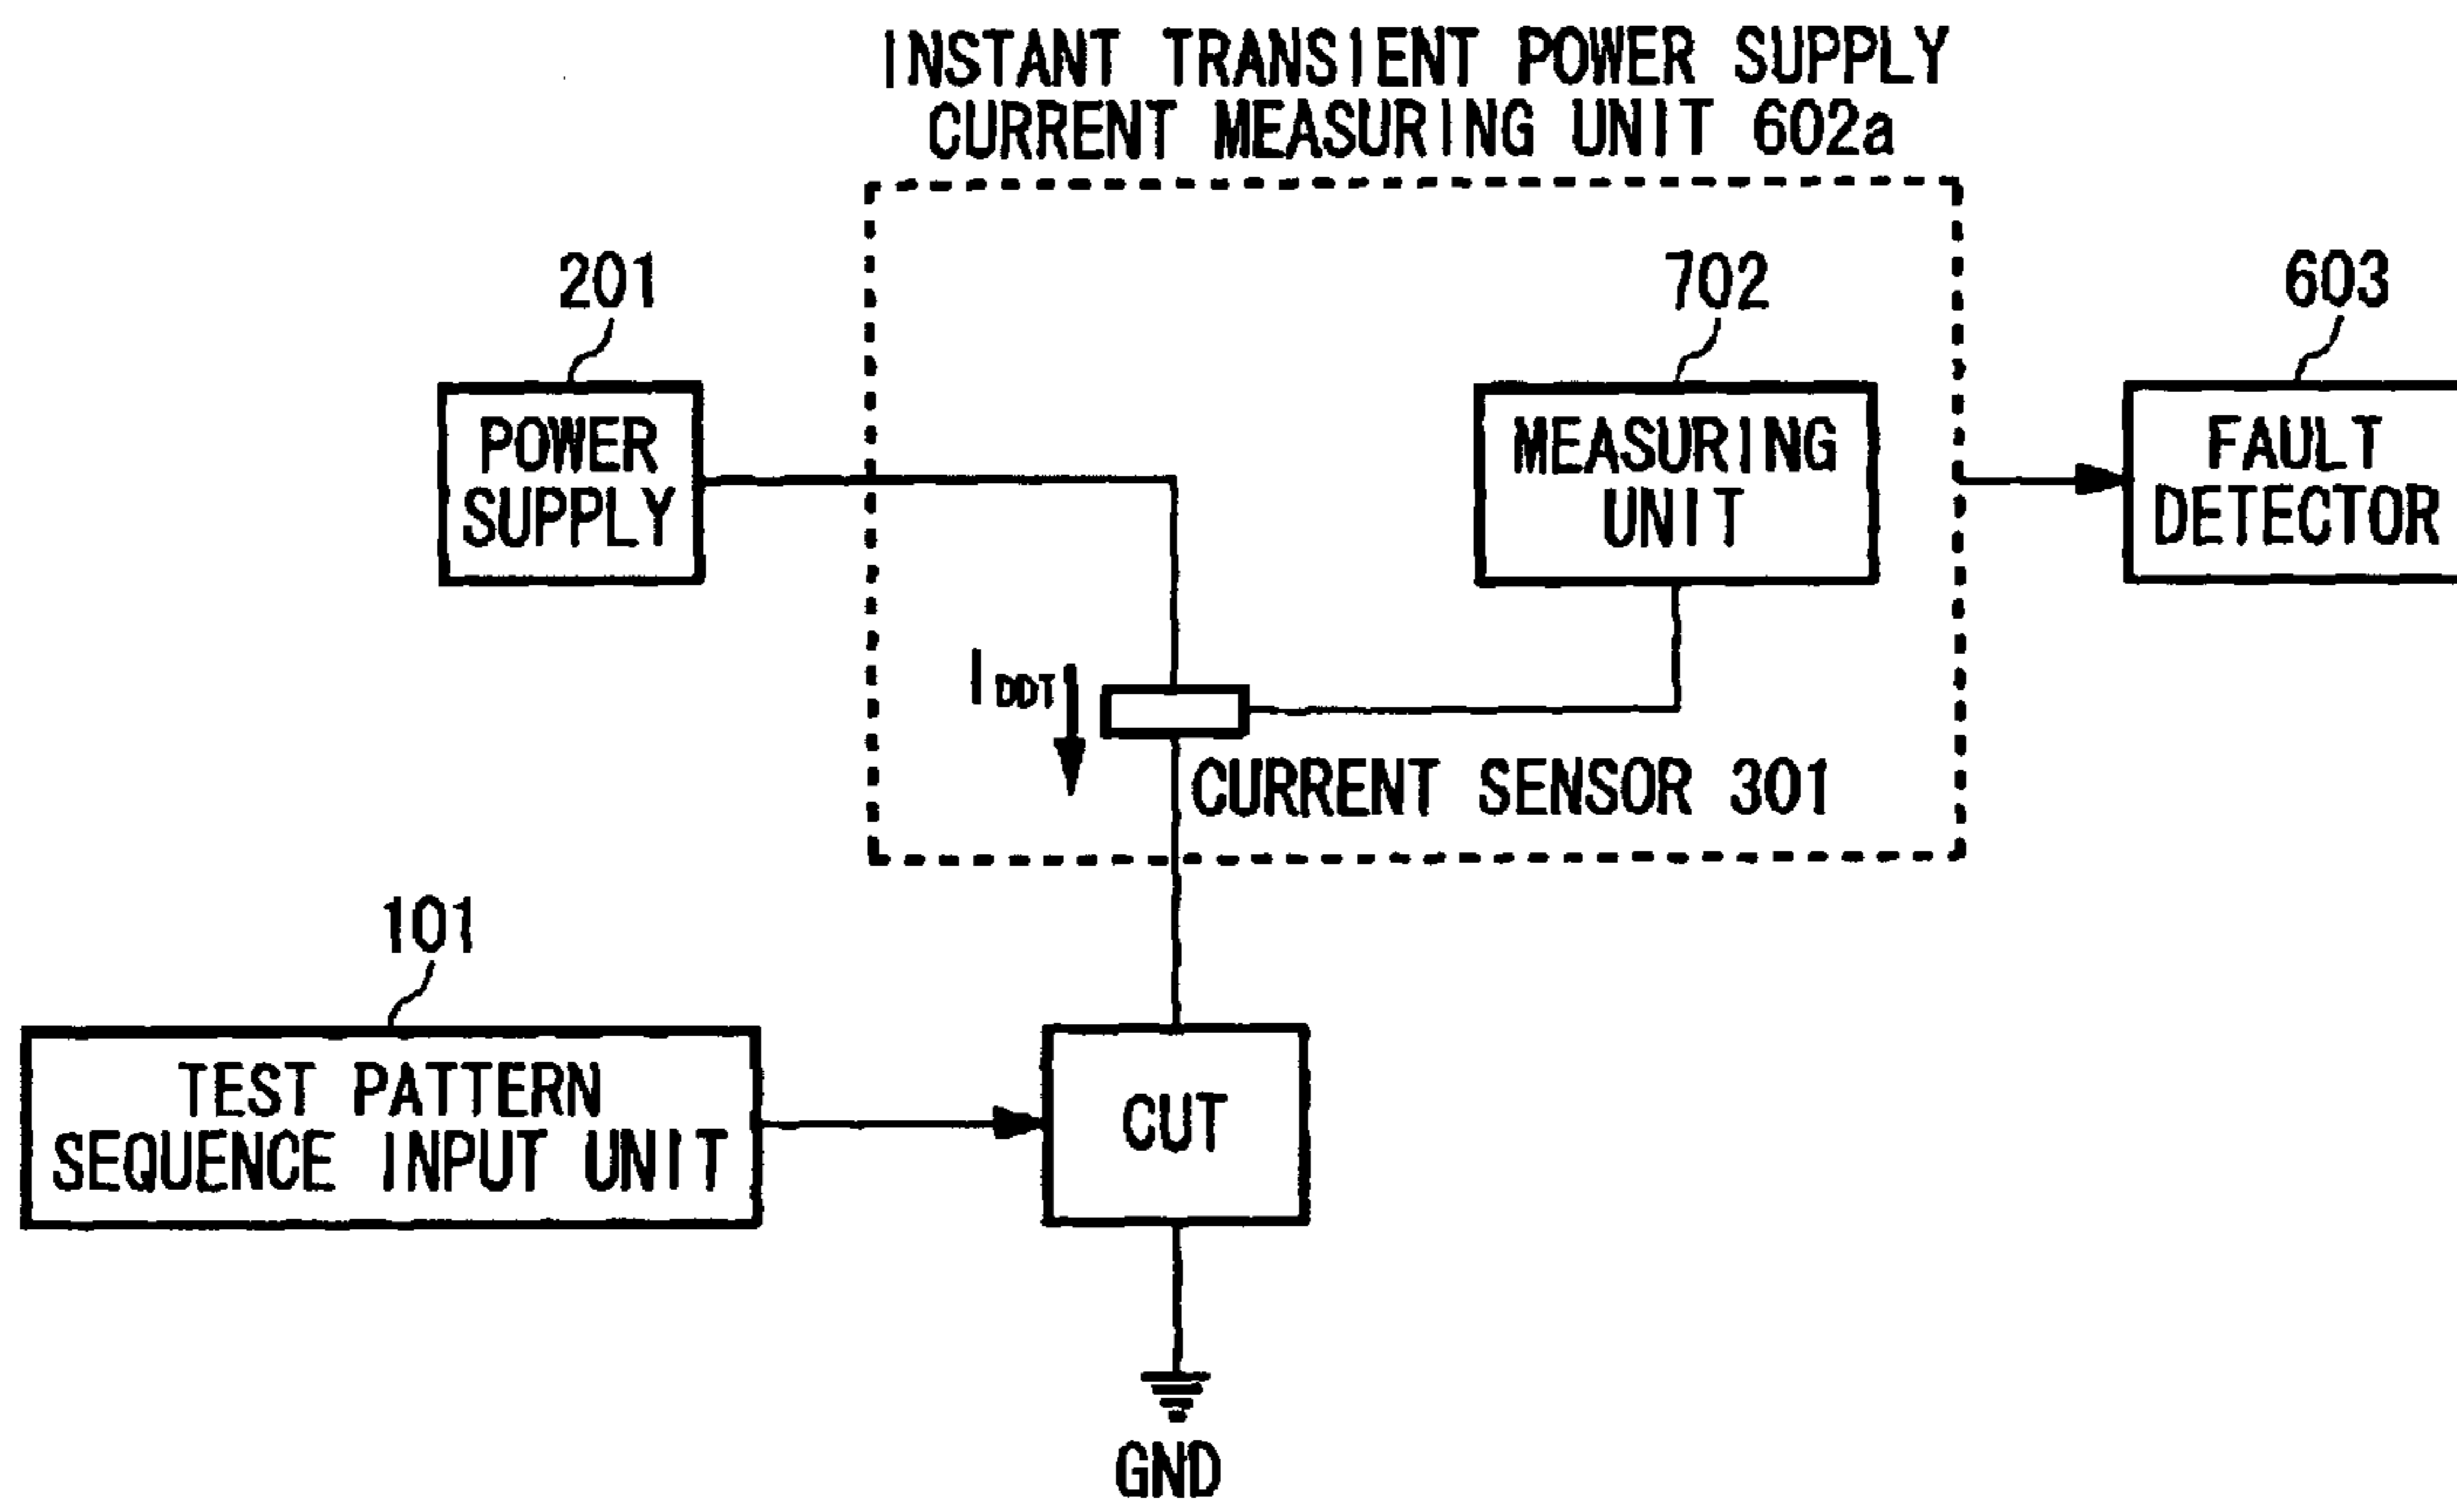 INSTANT TRANSIENT POWER SUPPLY
CURRENT MEASURING UNIT 602a
201
702
603
POWER
SUPPLY
MEASURING
UNIT
FAULT
DETECTOR
IDDT
CURRENT SENSOR 301
101
TEST PATTERN
SEQUENCE INPUT UNIT
CUT
GND